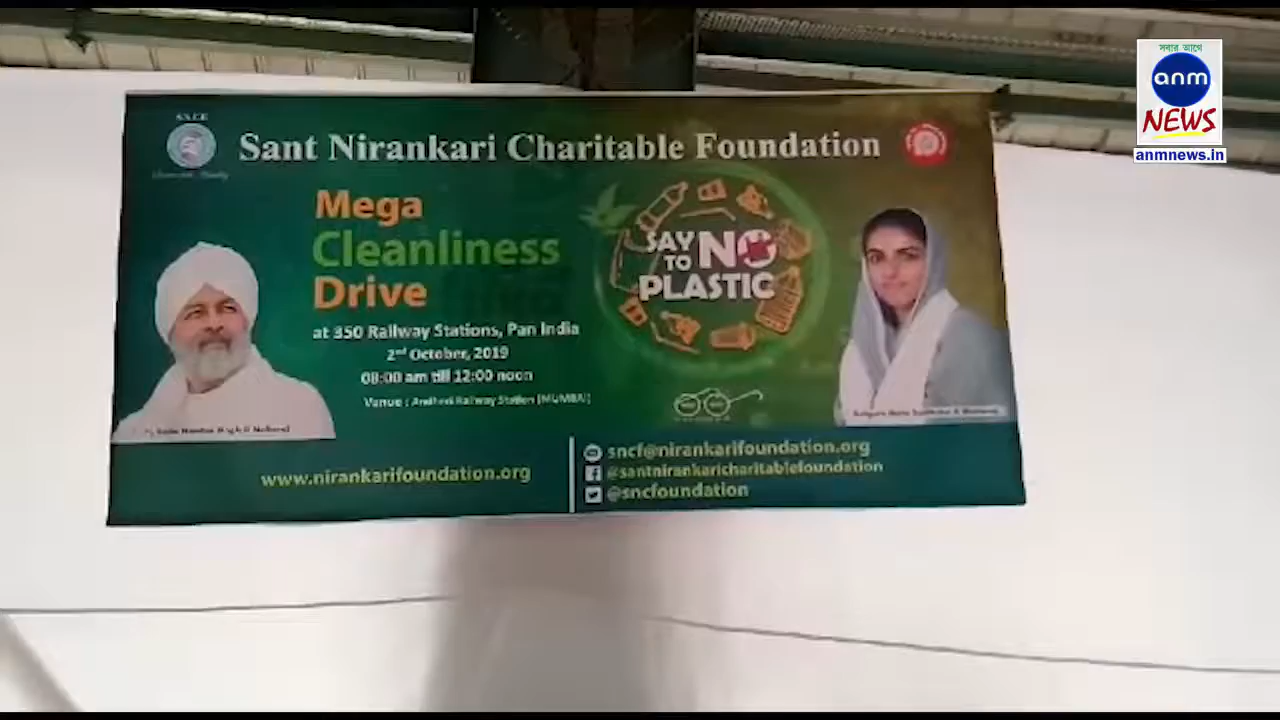 সবার আগে
anm
NEWS
anmnews.in
S.N.C.F
Sant Nirankari Charitable Foundation
Mega
Cleanliness
Drive
at 350 Railway Stations, Pan India
2nd October, 2019
08:00 am till 12:00 noon
Venue : Andheri Railway Station (MUMBAI)
SAY NO
TO
PLASTIC
www.nirankarifoundation.org
sncf@nirankarifoundation.org
@santnirankaricharitablefoundation
@sncfoundation